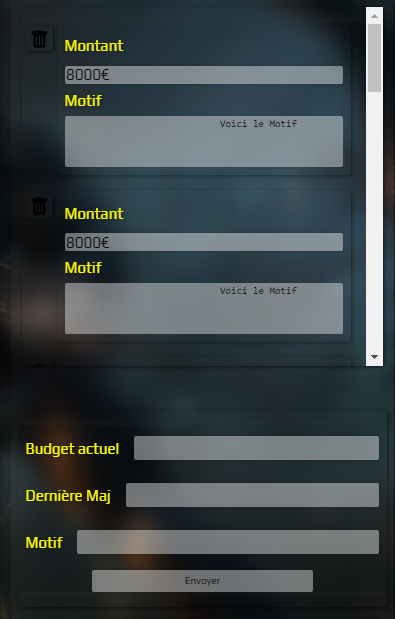 Montant
8000€
Motif
Voici le Motif
Montant
8000€
Motif
Voici le Motif
Budget actuel
Dernière Maj
Motif
Envoyer